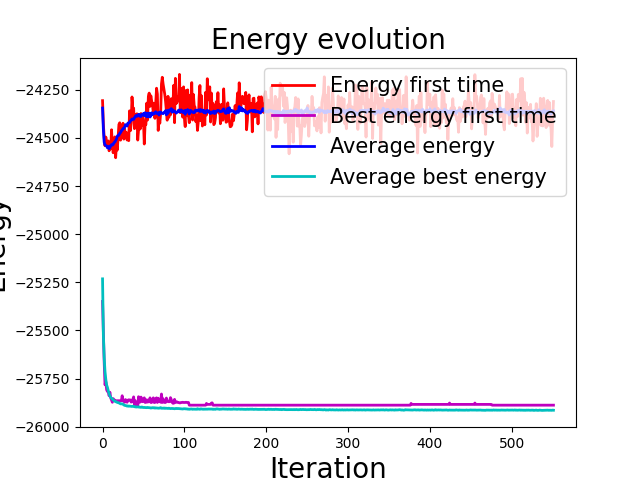 Energy evolution
Energy
−24250
−24500
−24750
−25000
−25250
−25500
−25750
−26000
Energy first time
Best energy first time
Average energy
Average best energy
0 100 200 300 400 500
Iteration